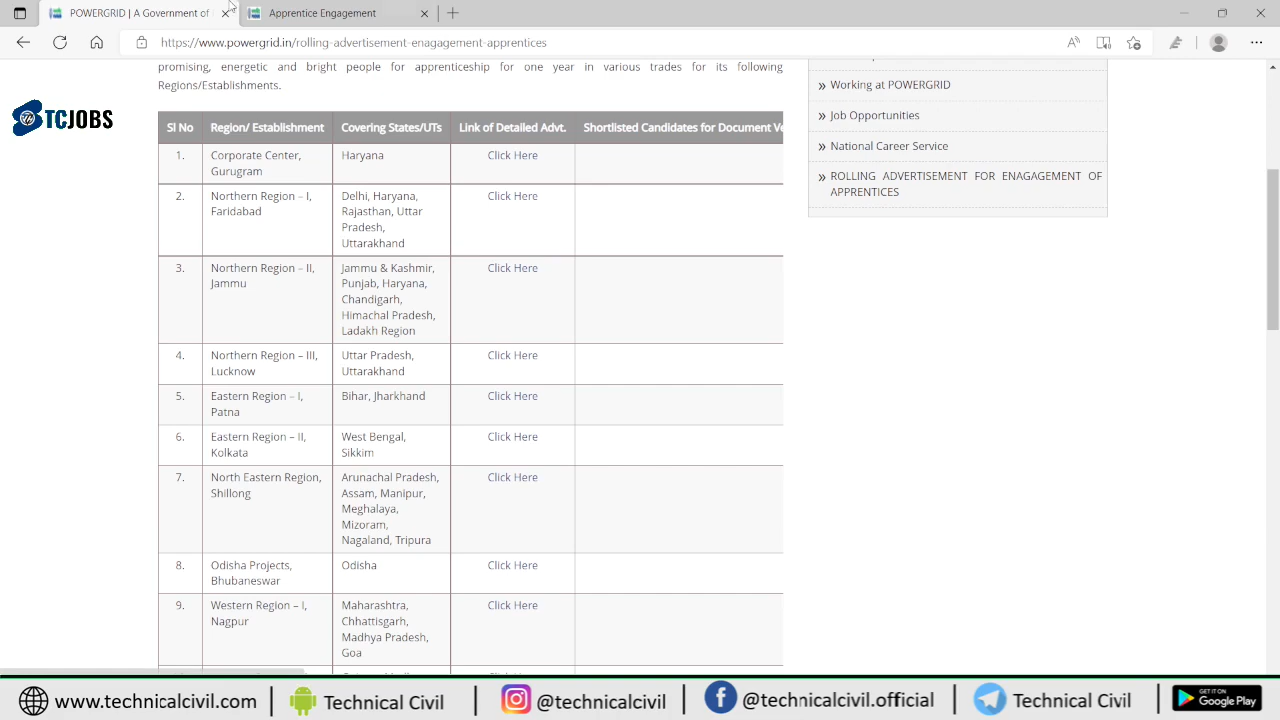 POWERGRID | A Government of
Apprentice Engagement
https://www.powergrid.in/rolling-advertisement-enagagement-apprentices
promising, energetic and bright people for apprenticeship for one year in various trades for its following
Regions/Establishments.
TCJOBS
Sl No Region/ Establishment Covering States/UTs Link of Detailed Advt. Shortlisted Candidates for Document Ve
1. Corporate Center, Haryana Click Here
Gurugram
2. Northern Region – I, Delhi, Haryana, Click Here
Faridabad Rajasthan, Uttar
Pradesh,
Uttarakhand
3. Northern Region – II, Jammu & Kashmir, Click Here
Jammu Punjab, Haryana,
Chandigarh,
Himachal Pradesh,
Ladakh Region
4. Northern Region – III, Uttar Pradesh, Click Here
Lucknow Uttarakhand
5. Eastern Region – I, Bihar, Jharkhand Click Here
Patna
6. Eastern Region – II, West Bengal, Click Here
Kolkata Sikkim
7. North Eastern Region, Arunachal Pradesh, Click Here
Shillong Assam, Manipur,
Meghalaya,
Mizoram,
Nagaland, Tripura
8. Odisha Projects, Odisha Click Here
Bhubaneswar
9. Western Region – I, Maharashtra, Click Here
Nagpur Chhattisgarh,
Madhya Pradesh,
Goa
» Working at POWERGRID
» Job Opportunities
» National Career Service
» ROLLING ADVERTISEMENT FOR ENAGAGEMENT OF
APPRENTICES
www.technicalcivil.com Technical Civil @technicalcivil @technicalcivil.official Technical Civil GET IT ON Google Play